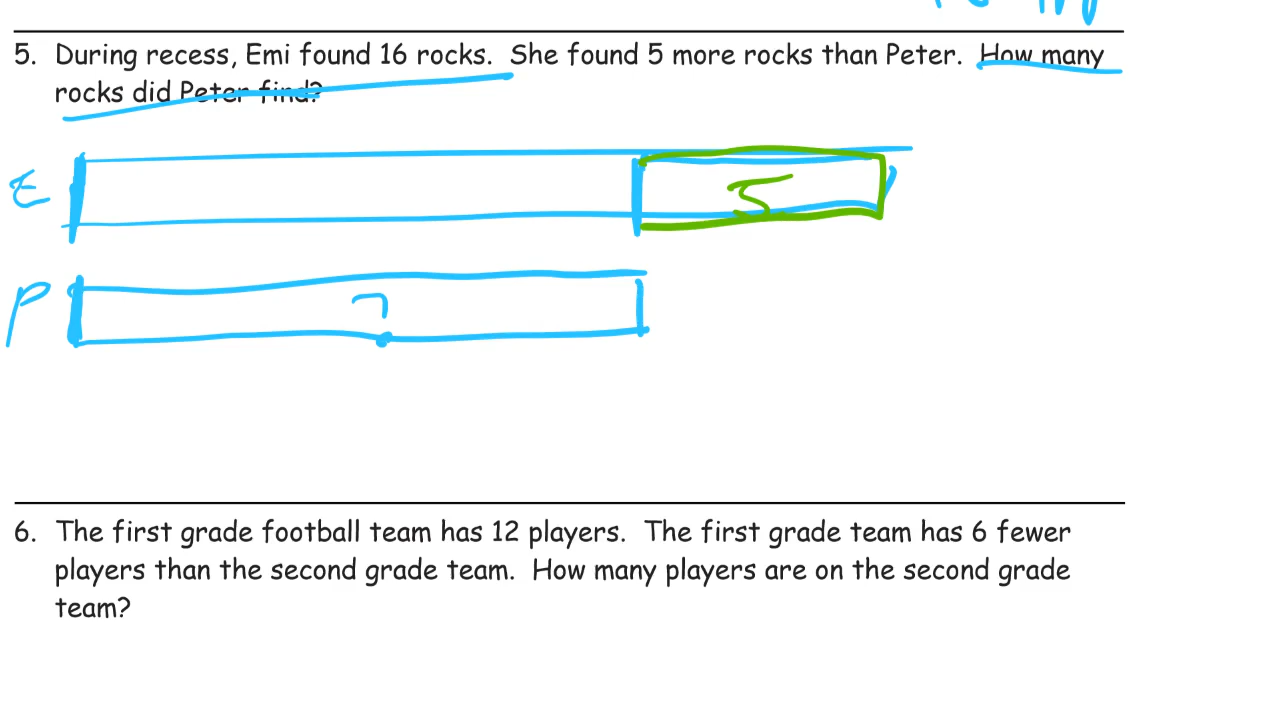 5. During recess, Emi found 16 rocks. She found 5 more rocks than Peter. How many
rocks did Peter find?
E
5
P
?
6. The first grade football team has 12 players. The first grade team has 6 fewer
players than the second grade team. How many players are on the second grade
team?